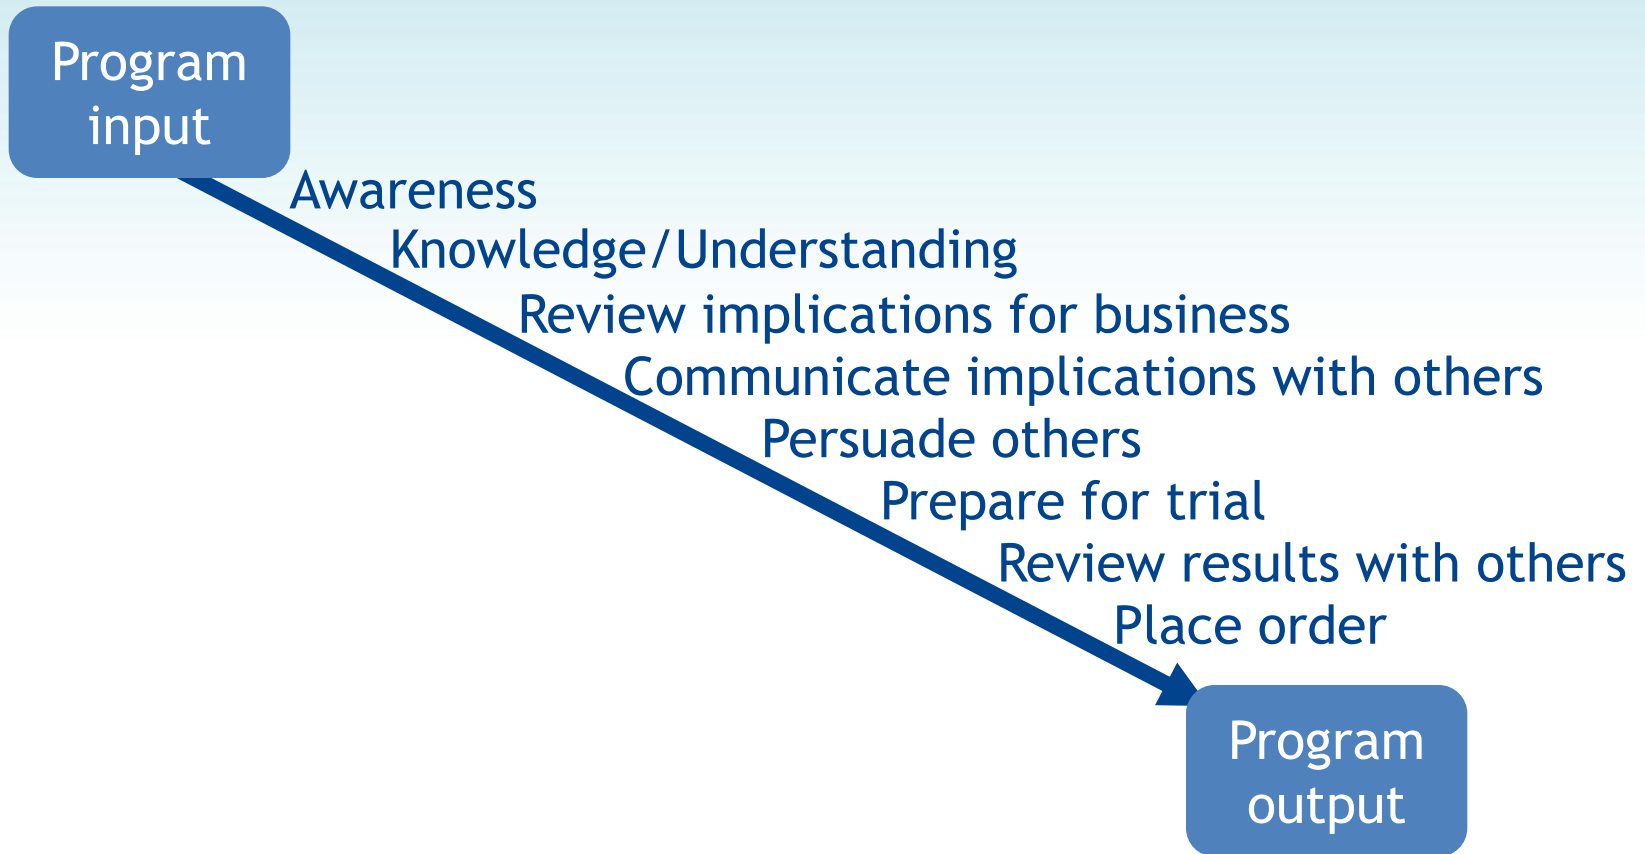 Program
input
Awareness
Knowledge/Understanding
Review implications for business
Communicate implications with others
Persuade others
Prepare for trial
Review results with others
Place order
Program
output